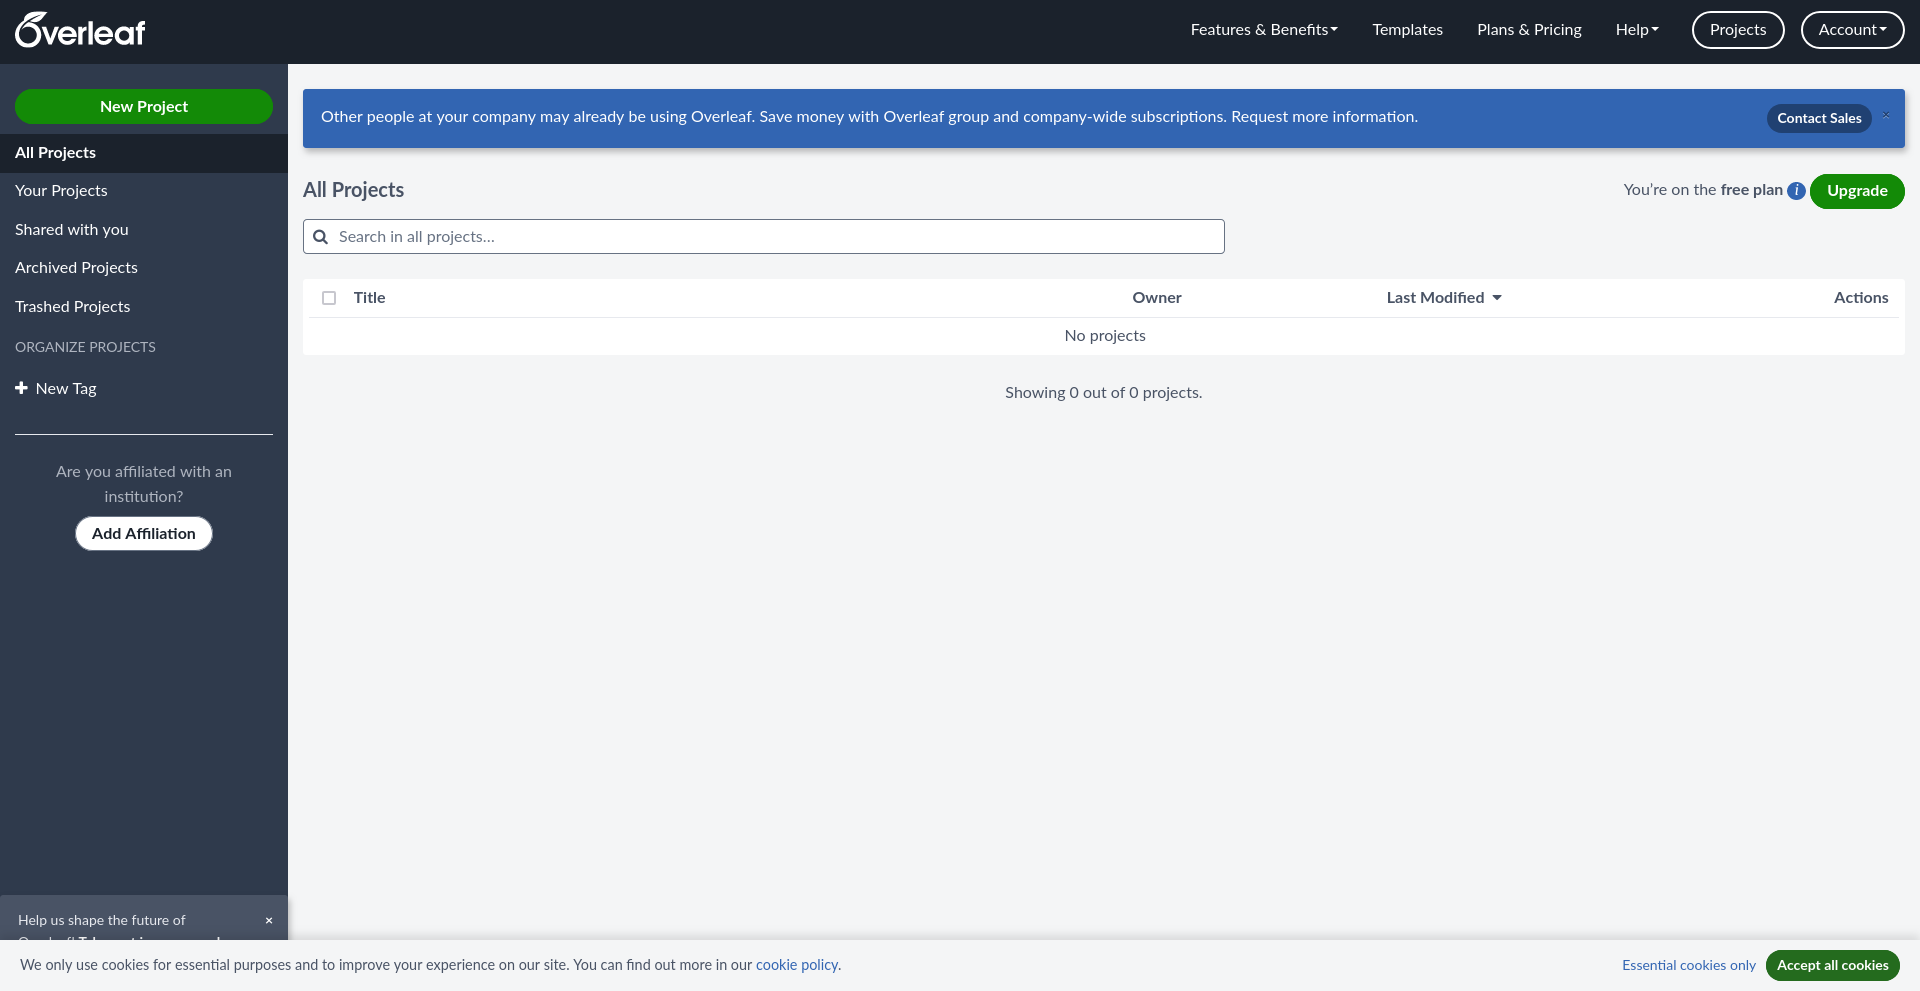 Overleaf
Features & Benefits
Templates
Plans & Pricing
Help
Projects
Account
New Project
All Projects
Your Projects
Shared with you
Archived Projects
Trashed Projects
ORGANIZE PROJECTS
New Tag
Are you affiliated with an
institution?
Add Affiliation
Help us shape the future of
×
Other people at your company may already be using Overleaf. Save money with Overleaf group and company-wide subscriptions. Request more information.
Contact Sales
×
All Projects
You're on the free plan
i
Upgrade
Search in all projects...
Title
Owner
Last Modified
Actions
No projects
Showing 0 out of 0 projects.
We only use cookies for essential purposes and to improve your experience on our site. You can find out more in our cookie policy.
Essential cookies only
Accept all cookies